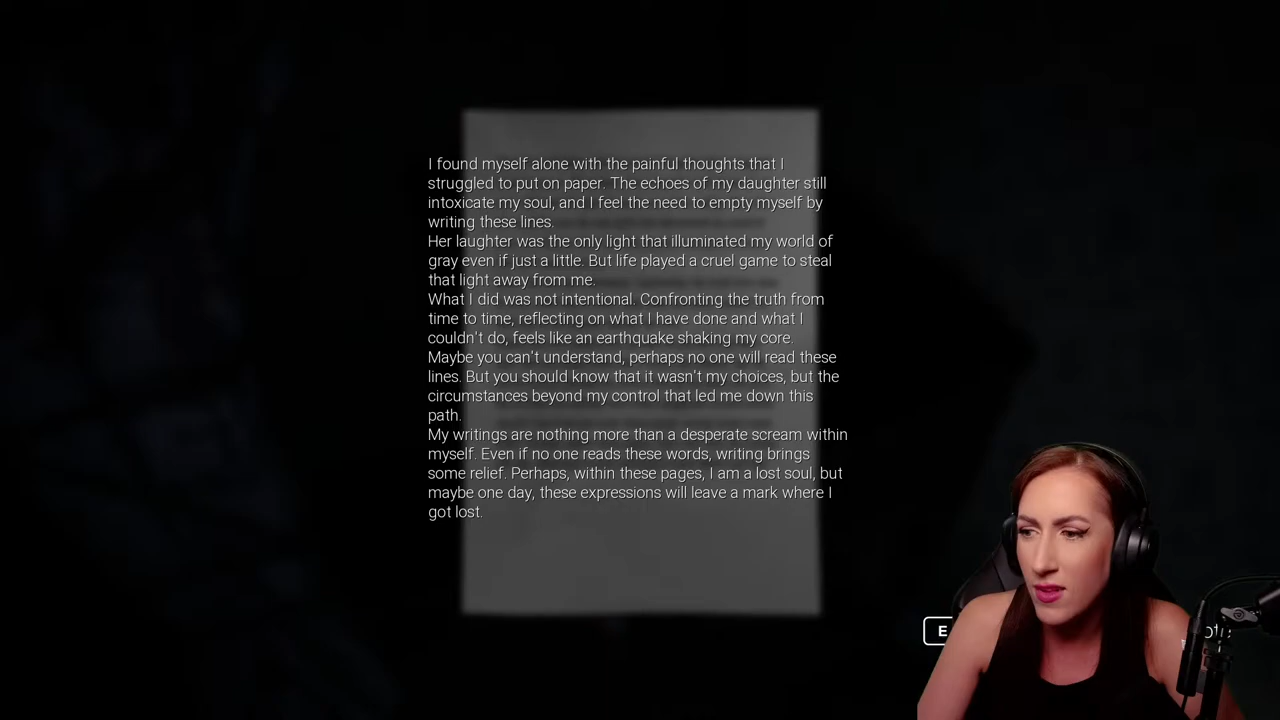 I found myself alone with the painful thoughts that I
struggled to put on paper. The echoes of my daughter still
intoxicate my soul, and I feel the need to empty myself by
writing these lines.
Her laughter was the only light that illuminated my world of
gray even if just a little. But life played a cruel game to steal
that light away from me.
What I did was not intentional. Confronting the truth from
time to time, reflecting on what I have done and what I
couldn't do, feels like an earthquake shaking my core.
Maybe you can't understand, perhaps no one will read these
lines. But you should know that it wasn't my choices, but the
circumstances beyond my control that led me down this
path.
My writings are nothing more than a desperate scream within
myself. Even if no one reads these words, writing brings
some relief. Perhaps, within these pages, I am a lost soul, but
maybe one day, these expressions will leave a mark where I
got lost.
E